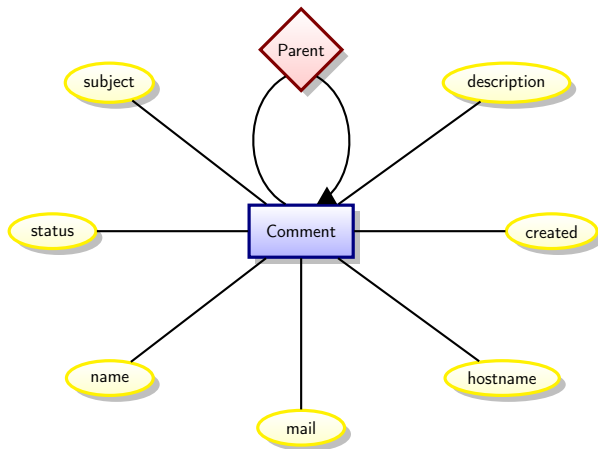 Parent
subject
description
status
Comment
created
name
hostname
mail